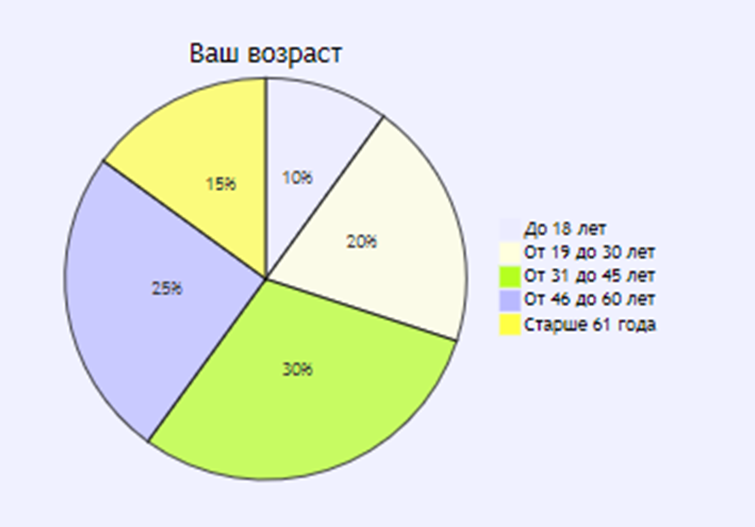 Ваш возраст
15%
10%
20%
25%
30%
До 18 лет
От 19 до 30 лет
От 31 до 45 лет
От 46 до 60 лет
Старше 61 года